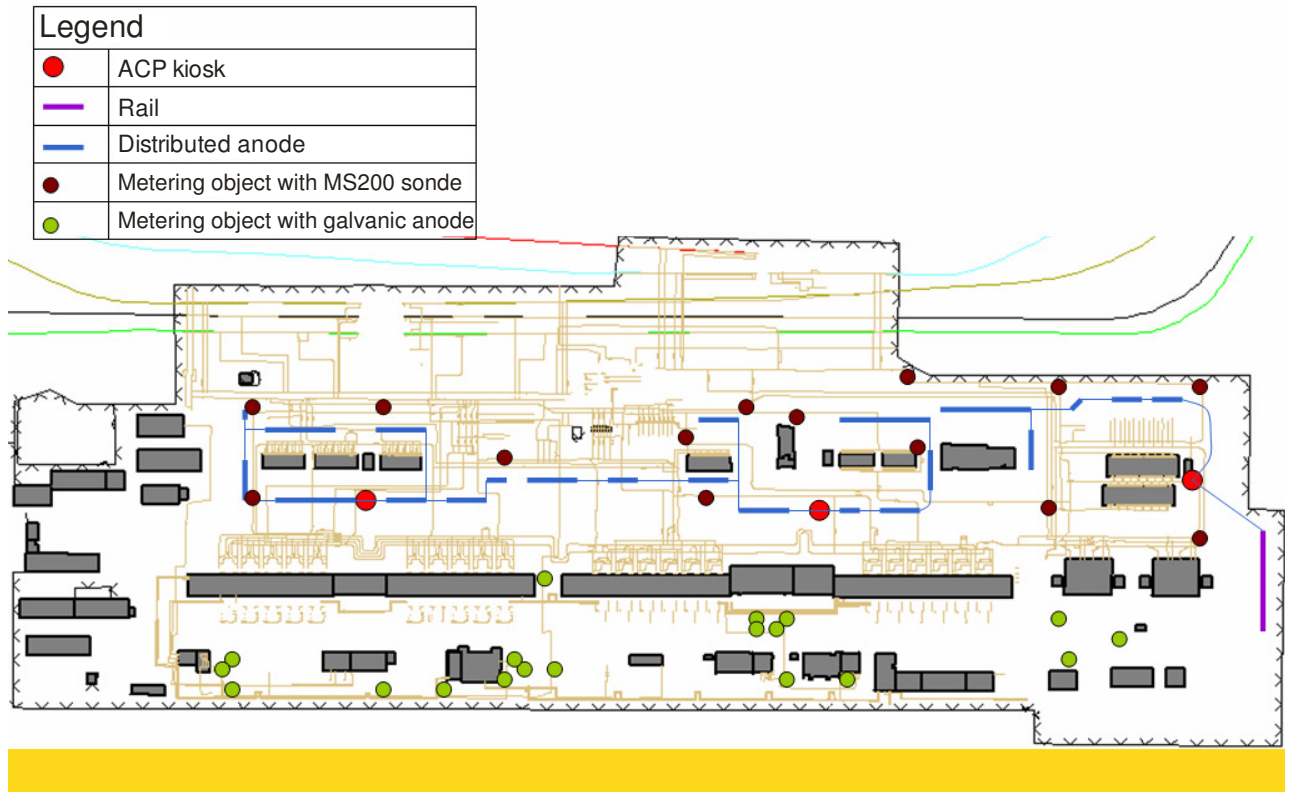 Legend
ACP kiosk
Rail
Distributed anode
Metering object with MS200 sonde
Metering object with galvanic anode